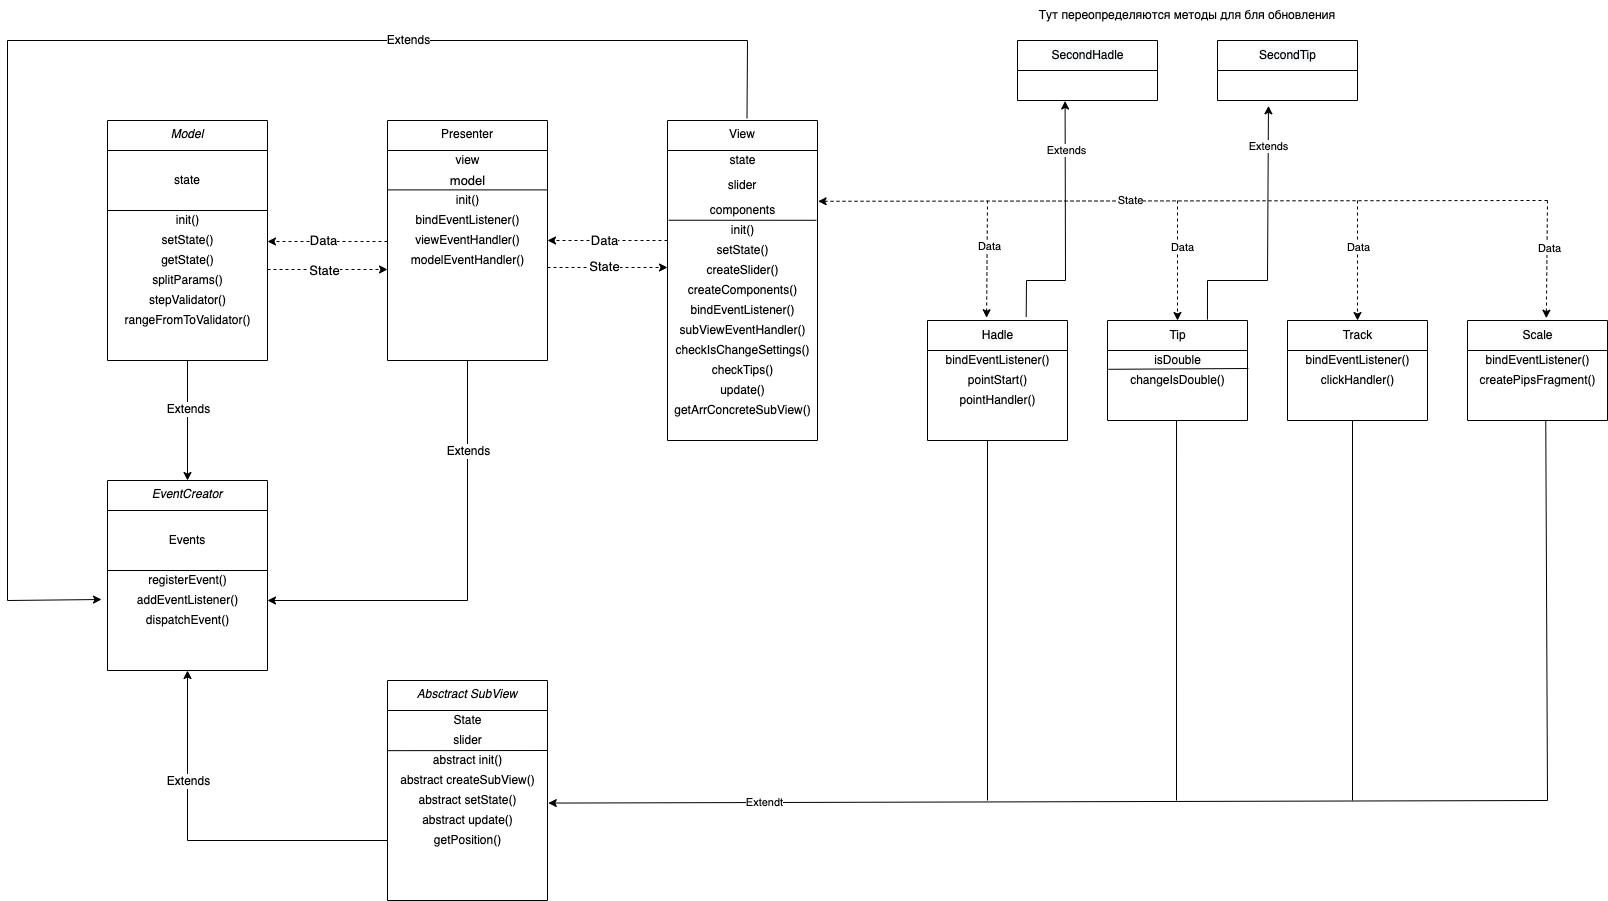 Тут переопределяются методы для бля обновления
Extends
SecondHadle
SecondTip
Extends
Extends
Model
state
init()
setState()
getState()
splitParams()
stepValidator()
rangeFromToValidator()
Data
State
Presenter
view
model
init()
bindEventListener()
viewEventHandler()
modelEventHandler()
Data
State
View
state
slider
components
init()
setState()
createSlider()
createComponents()
bindEventListener()
subViewEventHandler()
checkIsChangeSettings()
checkTips()
update()
getArrConcreteSubView()
State
Data
Data
Data
Data
Hadle
bindEventListener()
pointStart()
pointHandler()
Tip
isDouble
changeIsDouble()
Track
bindEventListener()
clickHandler()
Scale
bindEventListener()
createPipsFragment()
Extends
Extends
EventCreator
Events
registerEvent()
addEventListener()
dispatchEvent()
Extends
Absctract SubView
State
slider
abstract init()
abstract createSubView()
abstract setState()
abstract update()
getPosition()
Extendt